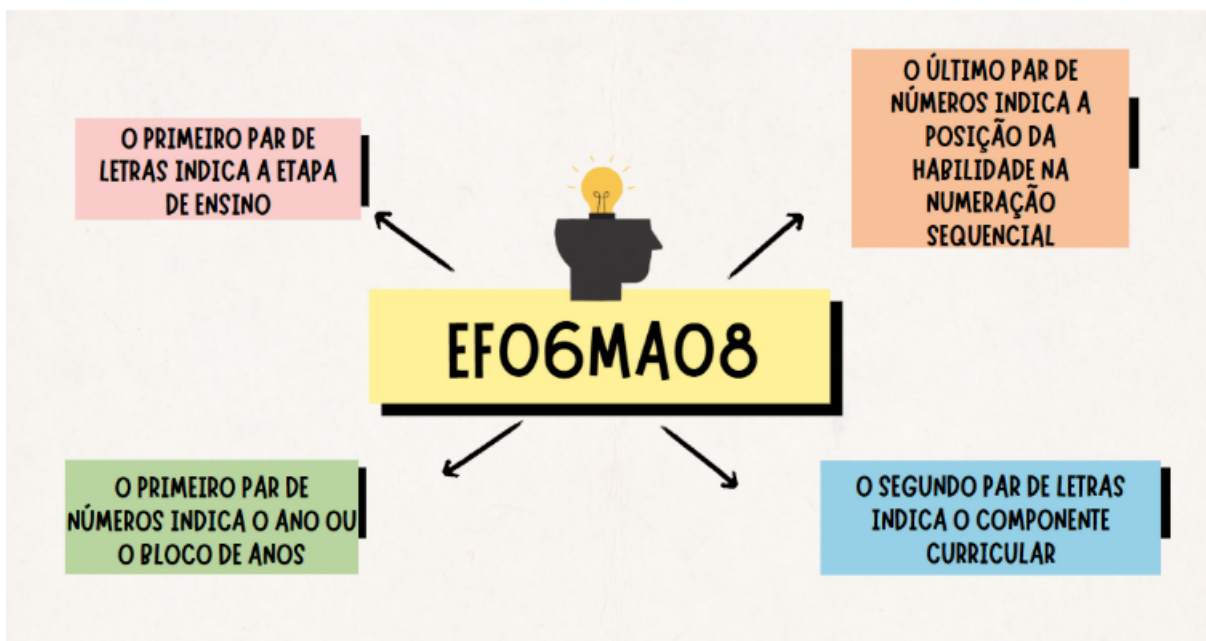 O PRIMEIRO PAR DE
LETRAS INDICA A ETAPA
DE ENSINO
O ÚLTIMO PAR DE
NÚMEROS INDICA A
POSIÇÃO DA
HABILIDADE NA
NUMERAÇÃO
SEQUENCIAL
EF06MA08
O PRIMEIRO PAR DE
NÚMEROS INDICA O ANO OU
O BLOCO DE ANOS
O SEGUNDO PAR DE LETRAS
INDICA O COMPONENTE
CURRICULAR